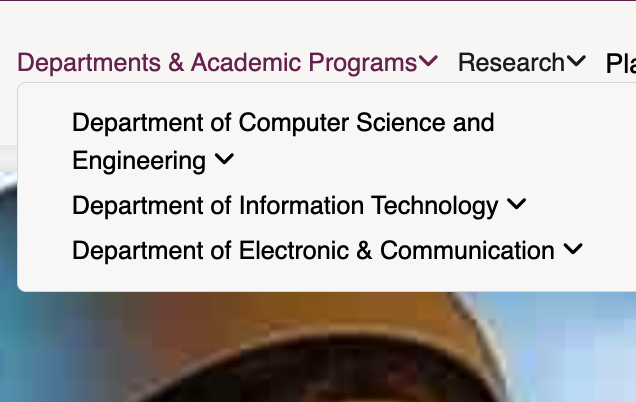 Departments & Academic Programs Research Pla
Department of Computer Science and
Engineering
Department of Information Technology
Department of Electronic & Communication